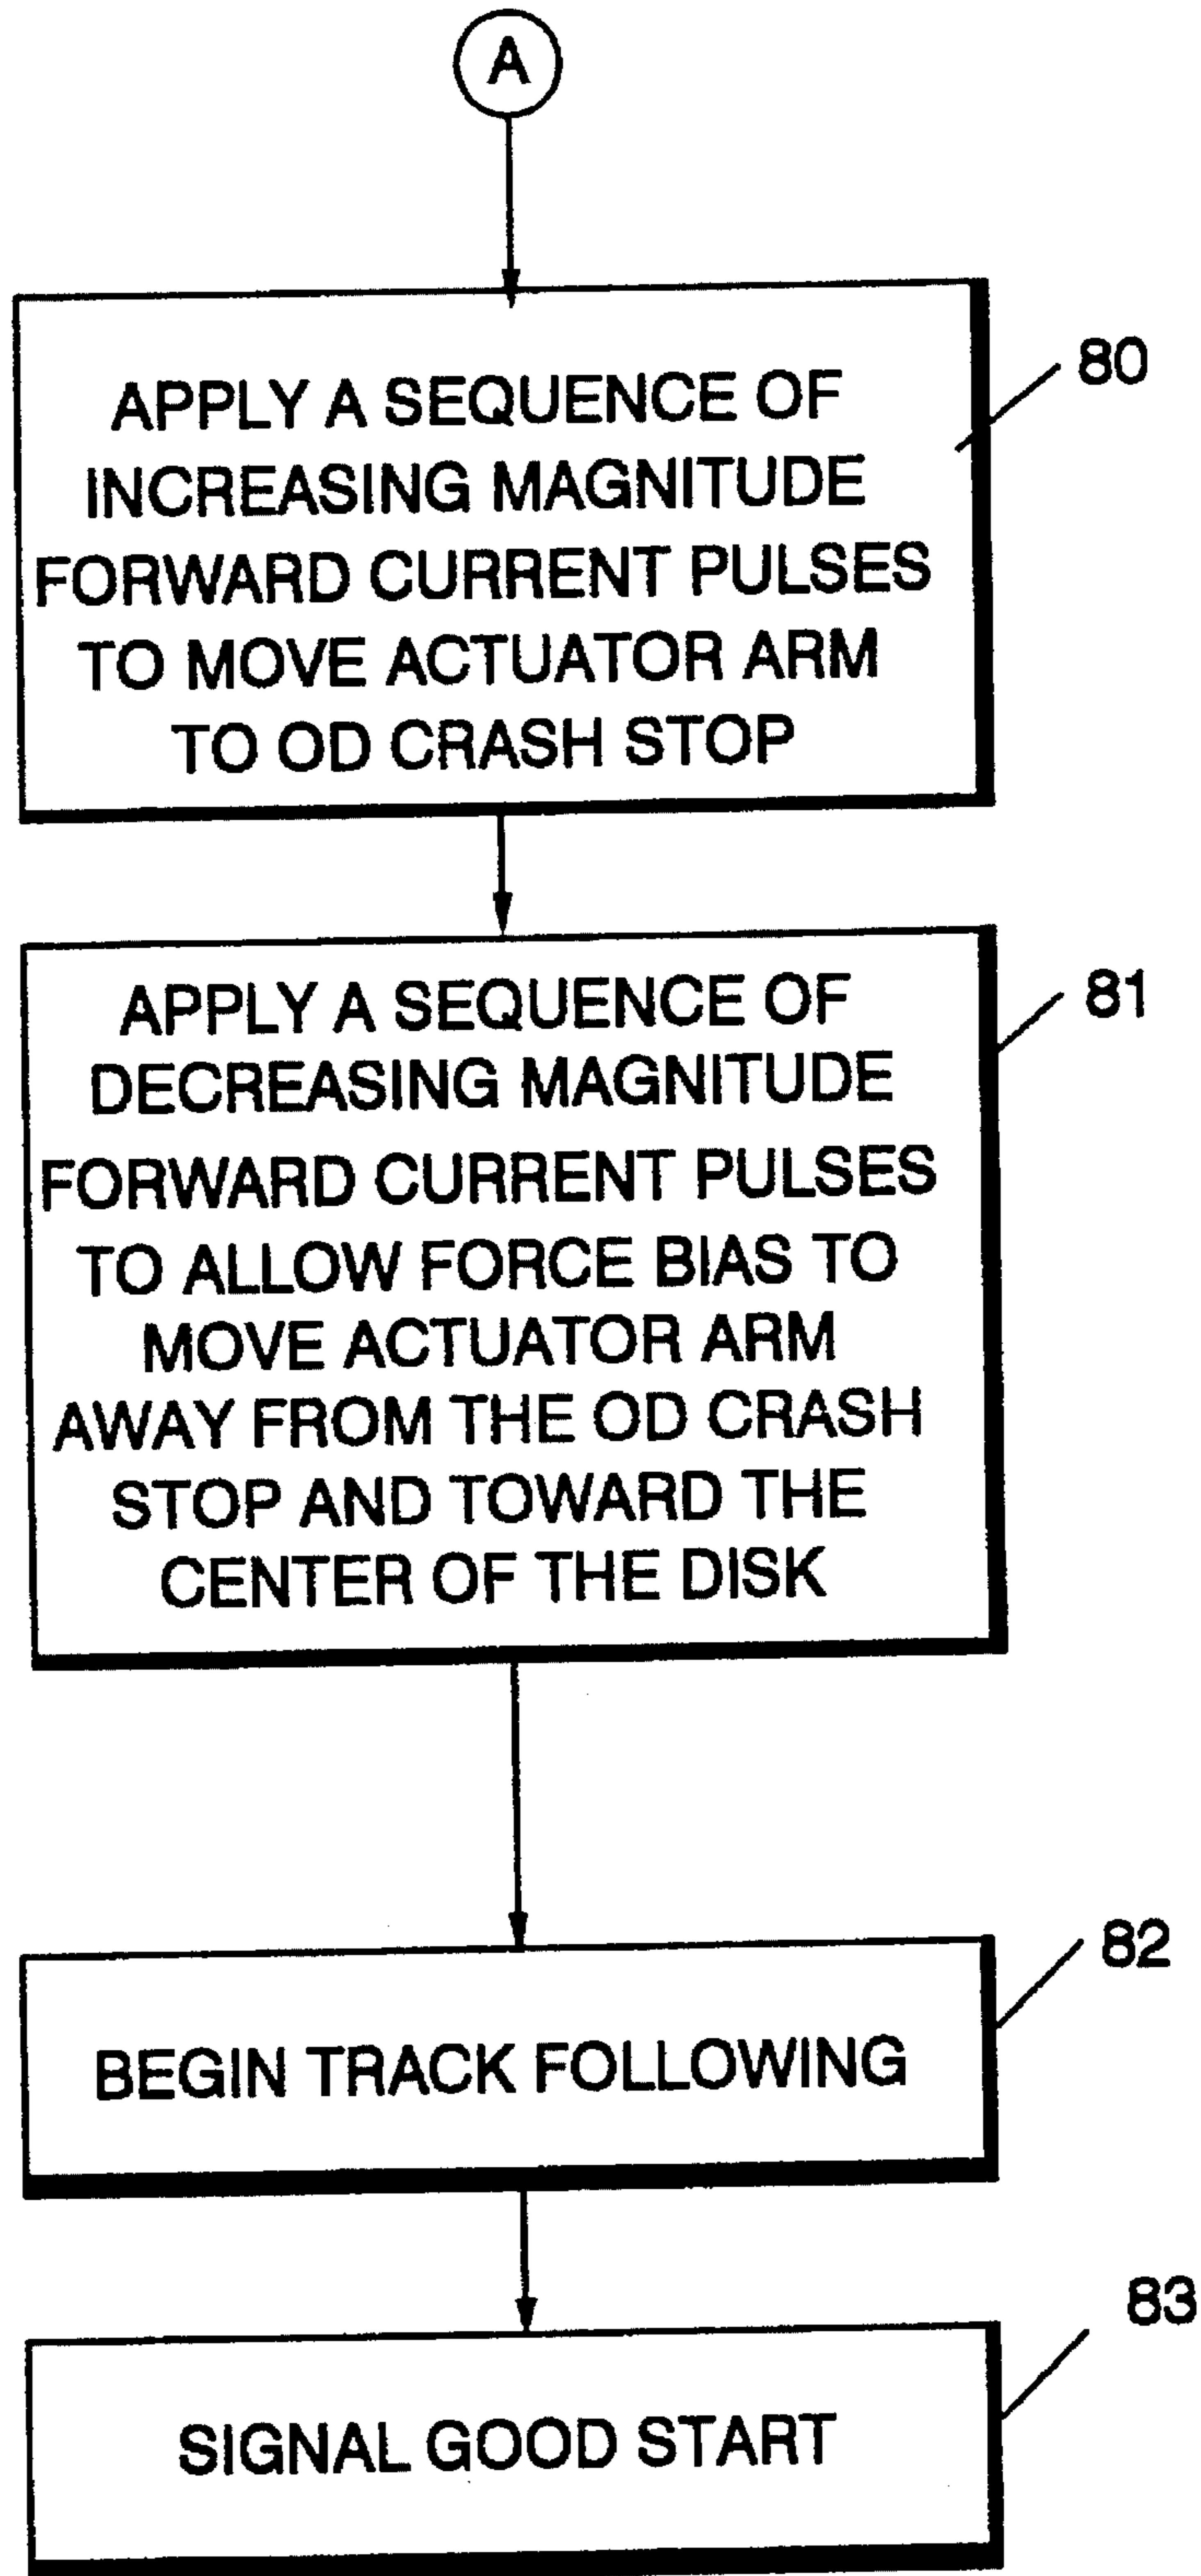 A
APPLY A SEQUENCE OF
INCREASING MAGNITUDE
FORWARD CURRENT PULSES
TO MOVE ACTUATOR ARM
TO OD CRASH STOP
80
APPLY A SEQUENCE OF
DECREASING MAGNITUDE
FORWARD CURRENT PULSES
TO ALLOW FORCE BIAS TO
MOVE ACTUATOR ARM
AWAY FROM THE OD CRASH
STOP AND TOWARD THE
CENTER OF THE DISK
81
BEGIN TRACK FOLLOWING
82
SIGNAL GOOD START
83